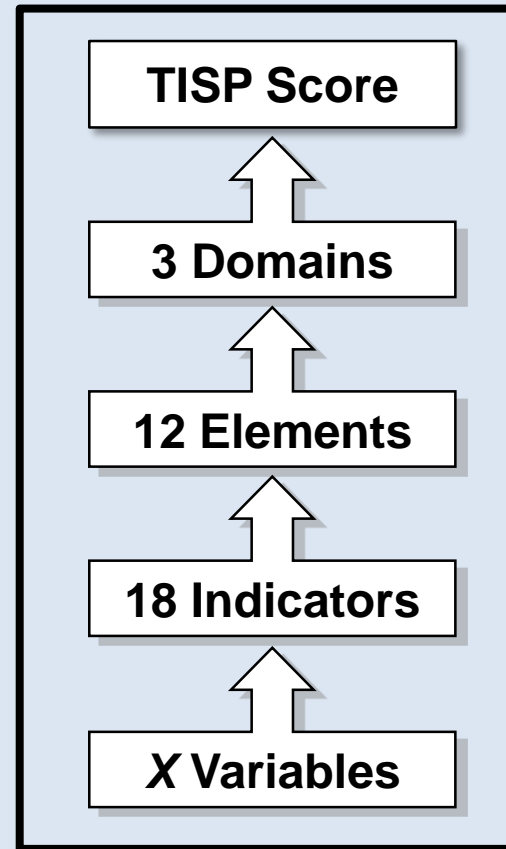 TISP Score
3 Domains
12 Elements
18 Indicators
X Variables